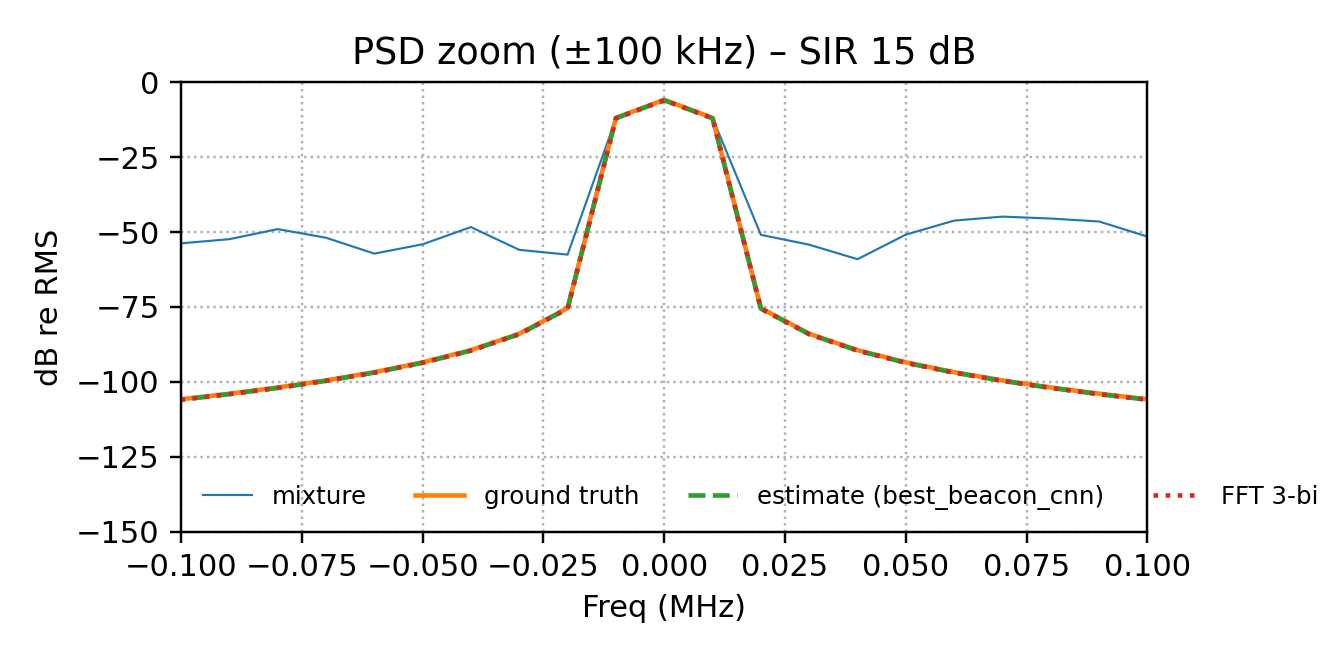 PSD zoom (±100 kHz) – SIR 15 dB
dB re RMS
0
−25
−50
−75
−100
−125
−150
mixture ground truth estimate (best_beacon_cnn) FFT 3-bi
−0.100 −0.075 −0.050 −0.025 0.000 0.025 0.050 0.075 0.100
Freq (MHz)